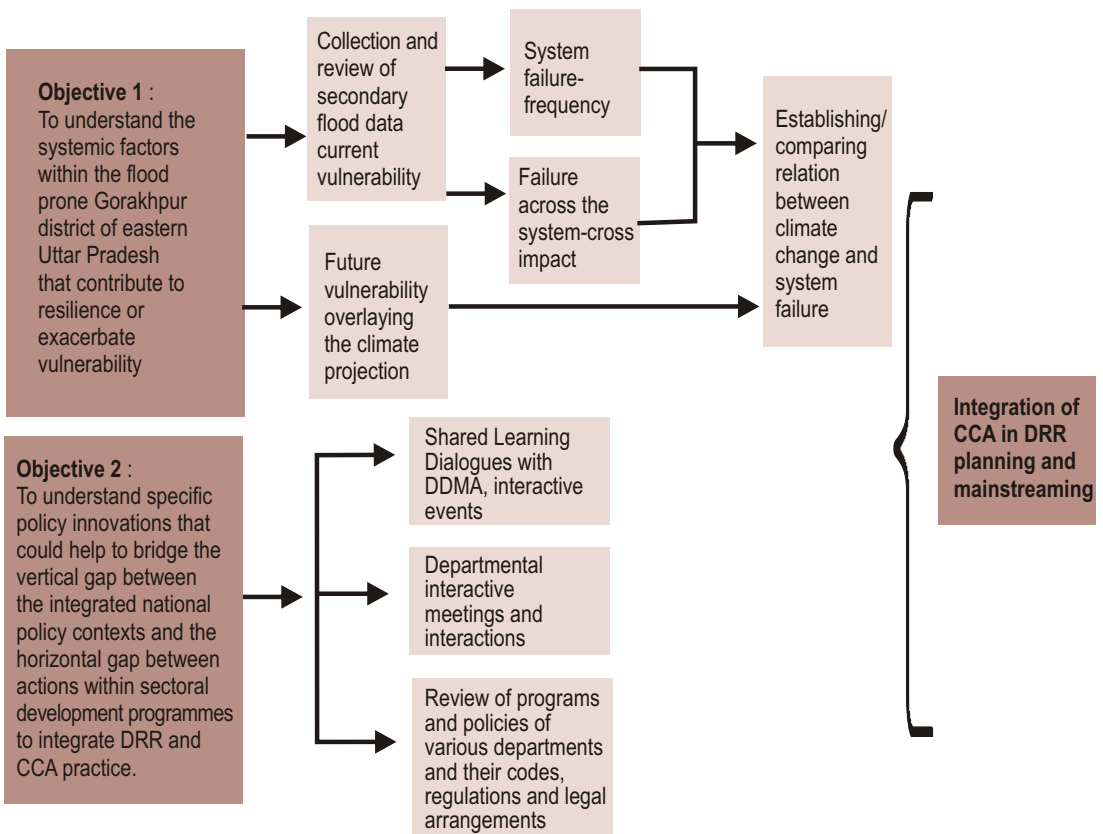 Objective 1 :
To understand the
systemic factors
within the flood
prone Gorakhpur
district of eastern
Uttar Pradesh
that contribute to
resilience or
exacerbate
vulnerability
Collection and
review of
secondary
flood data
current
vulnerability
System
failure-
frequency
Failure
across the
system-cross
impact
Future
vulnerability
overlaying
the climate
projection
Establishing/
comparing
relation
between
climate
change and
system
failure
Objective 2 :
To understand specific
policy innovations that
could help to bridge the
vertical gap between
the integrated national
policy contexts and the
horizontal gap between
actions within sectoral
development programmes
to integrate DRR and
CCA practice.
Shared Learning
Dialogues with
DDMA, interactive
events
Departmental
interactive
meetings and
interactions
Review of programs
and policies of
various departments
and their codes,
regulations and legal
arrangements
Integration of
CCA in DRR
planning and
mainstreaming